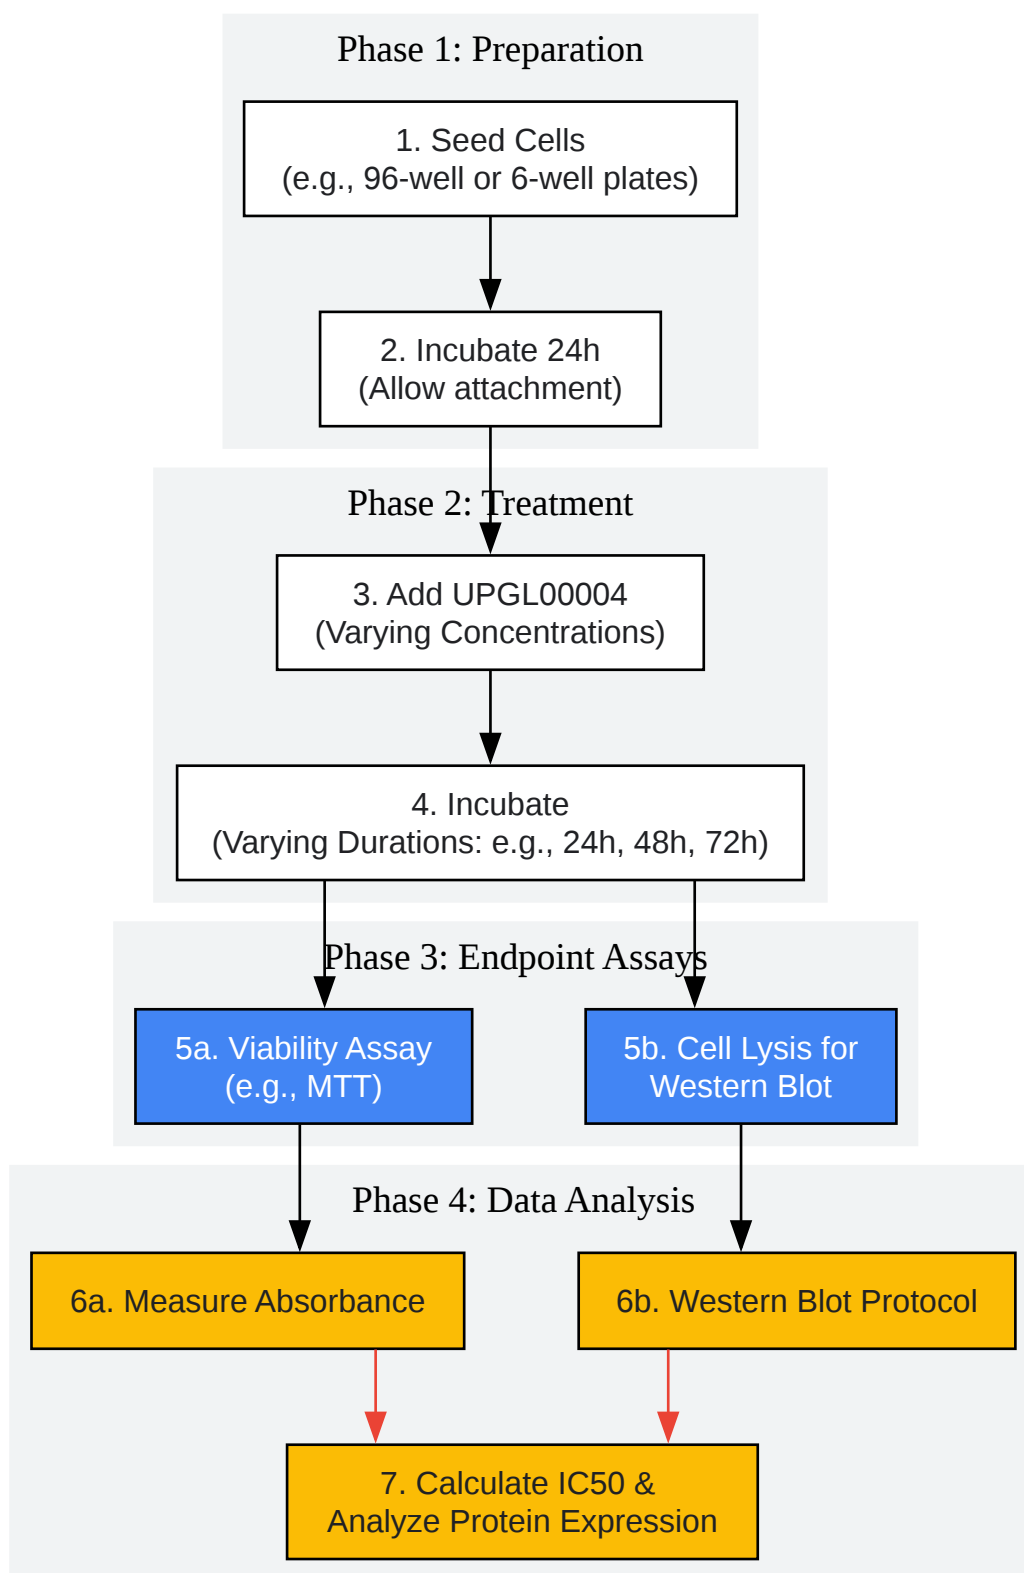 Phase 1: Preparation
1. Seed Cells
(e.g., 96-well or 6-well plates)
2. Incubate 24h
(Allow attachment)
Phase 2: Treatment
3. Add UPGL00004
(Varying Concentrations)
4. Incubate
(Varying Durations: e.g., 24h, 48h, 72h)
Phase 3: Endpoint Assays
5a. Viability Assay
(e.g., MTT)
5b. Cell Lysis for
Western Blot
Phase 4: Data Analysis
6a. Measure Absorbance
6b. Western Blot Protocol
7. Calculate IC50 &
Analyze Protein Expression